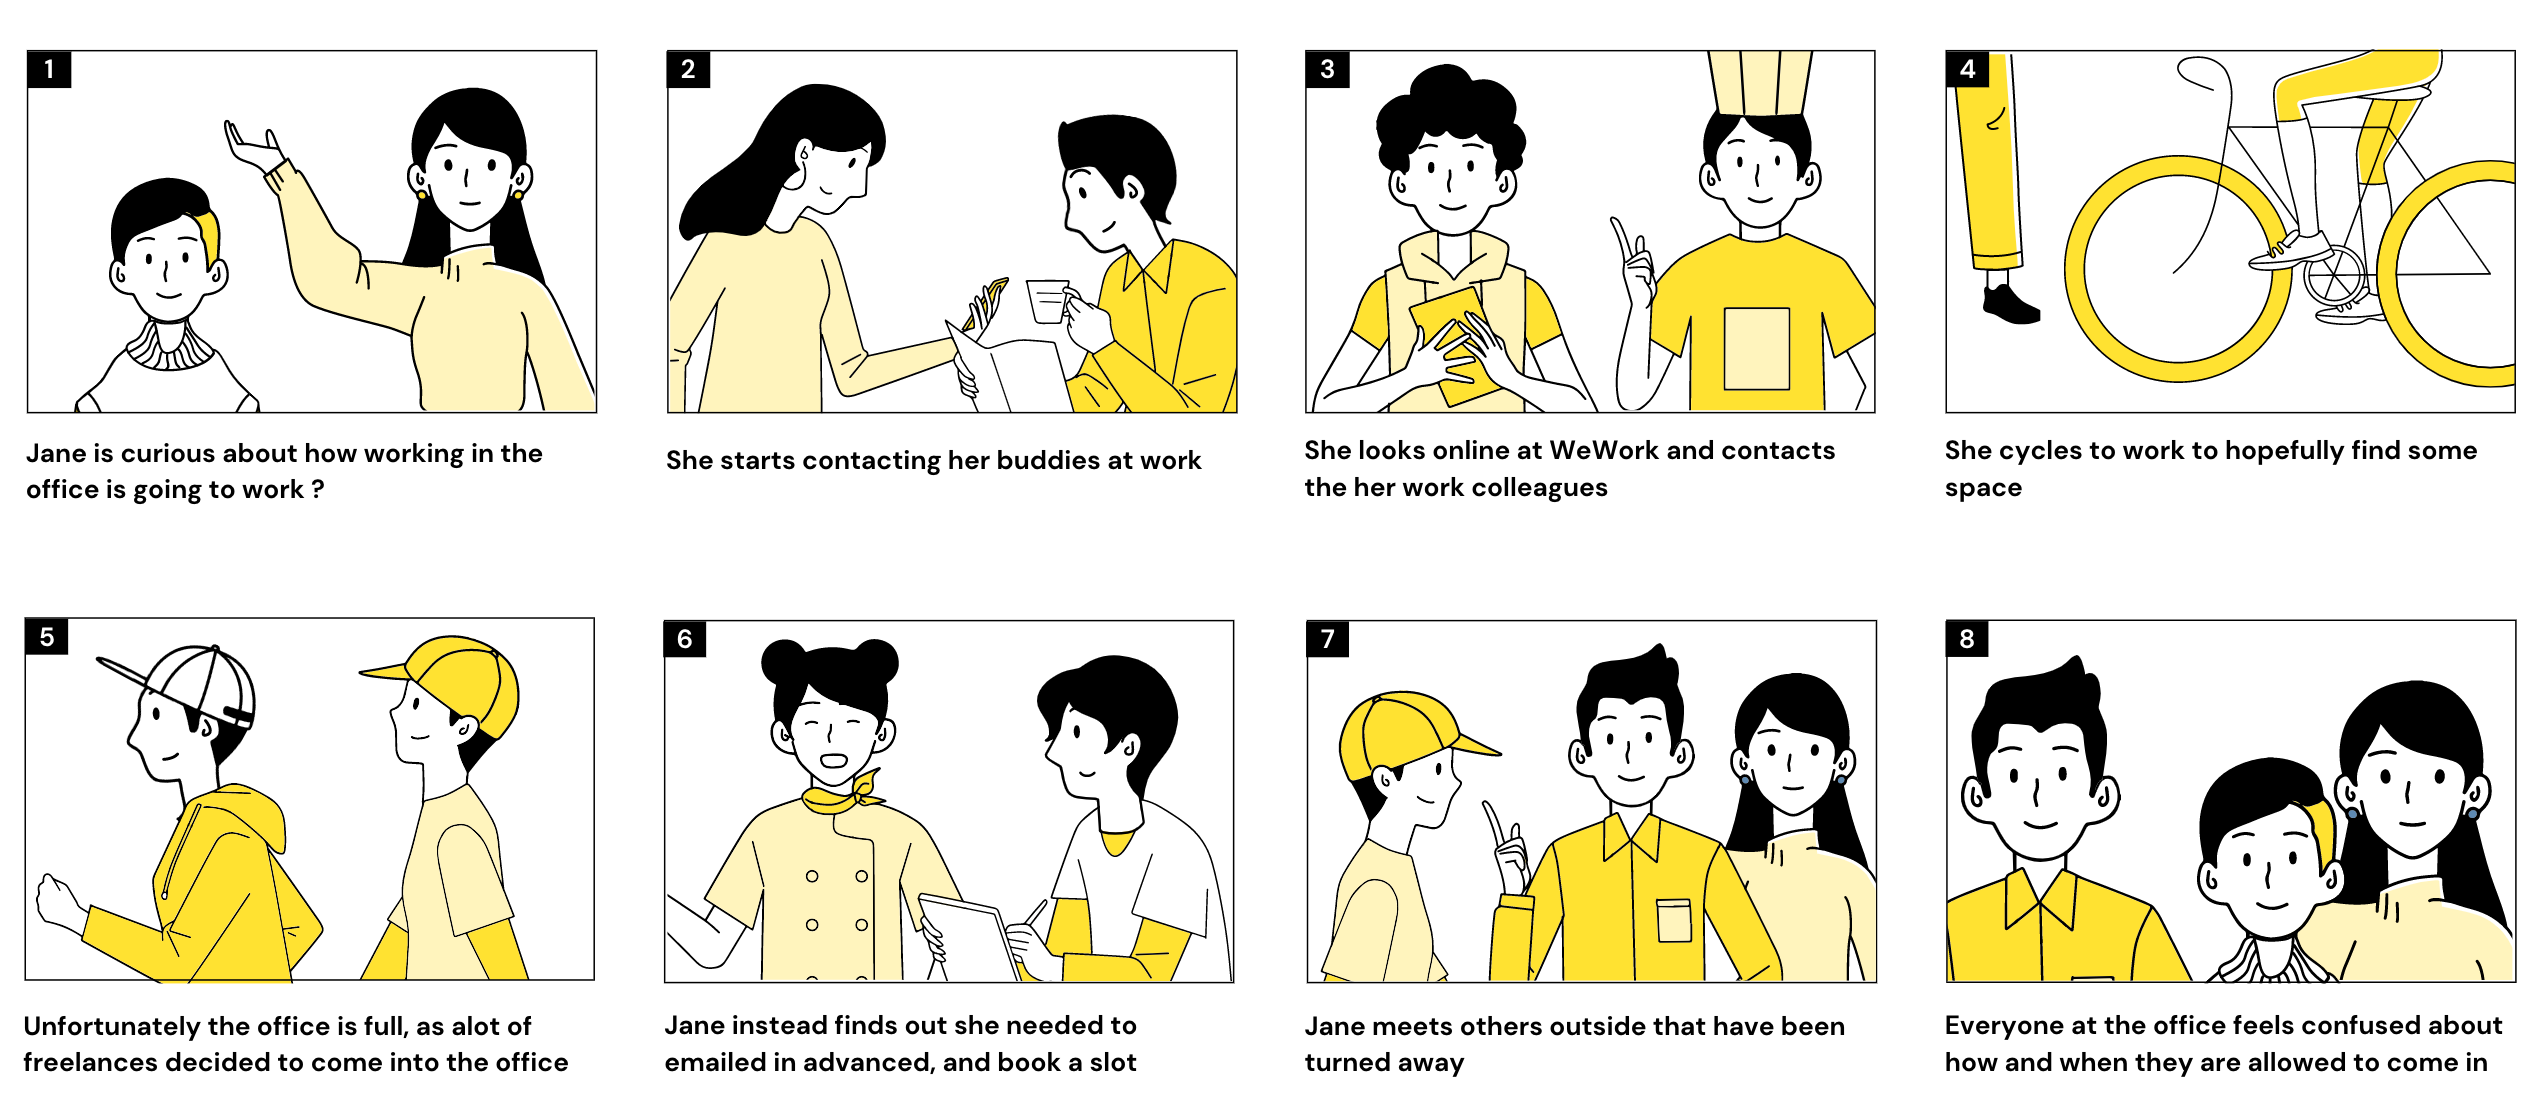 1
Jane is curious about how working in the
office is going to work ?
2
She starts contacting her buddies at work
3
She looks online at WeWork and contacts
the her work colleagues
4
She cycles to work to hopefully find some
space
5
Unfortunately the office is full, as alot of
freelances decided to come into the office
6
Jane instead finds out she needed to
emailed in advanced, and book a slot
7
Jane meets others outside that have been
turned away
8
Everyone at the office feels confused about
how and when they are allowed to come in